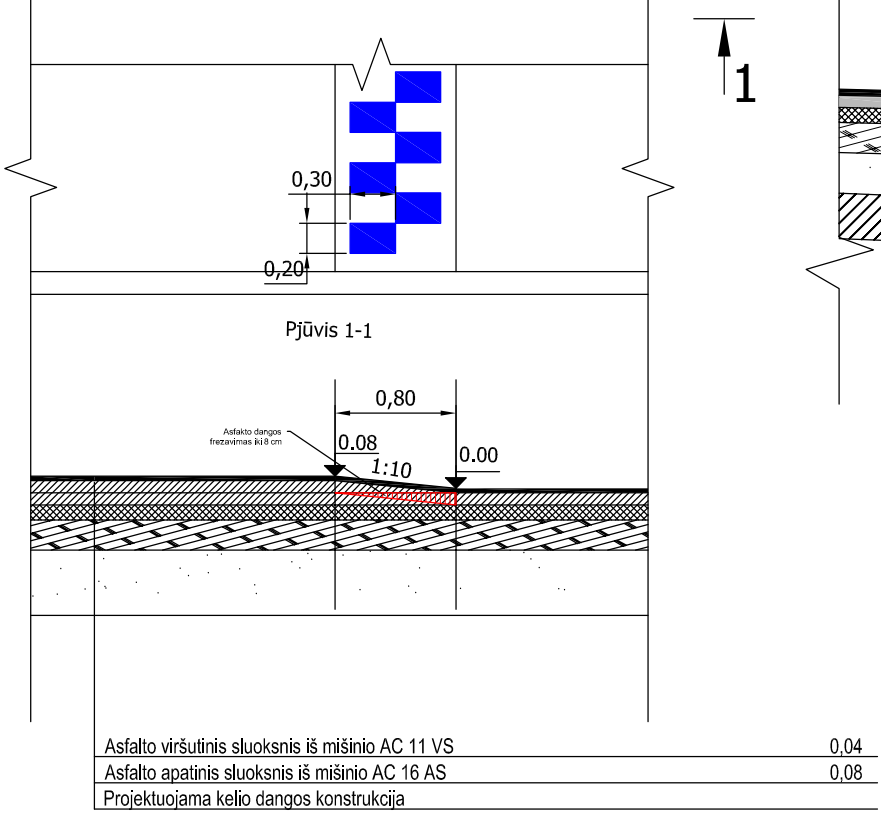 1
0,30
0,20
Pjūvis 1-1
0,80
Asfakto dangos
frezavimas iki 8 cm
0.08
1:10
0.00
Asfalto viršutinis sluoksnis iš mišinio AC 11 VS 0,04
Asfalto apatinis sluoksnis iš mišinio AC 16 AS 0,08
Projektuojama kelio dangos konstrukcija